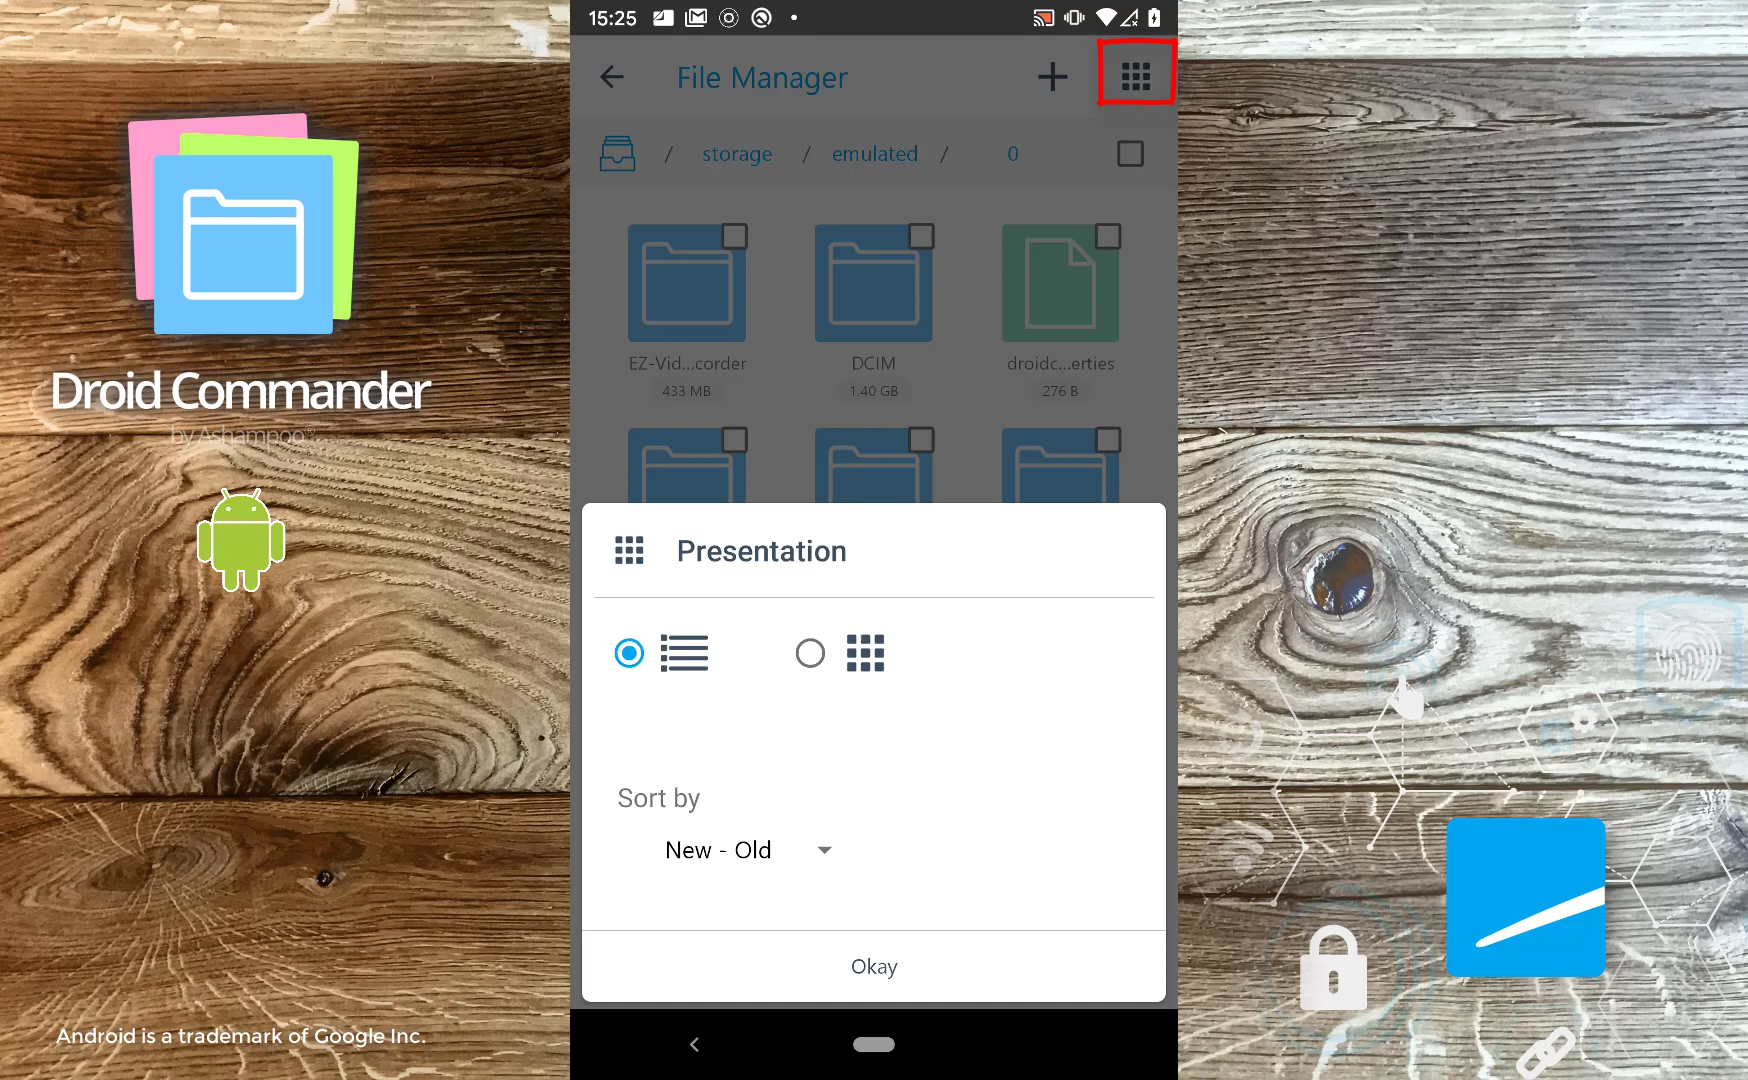 15:25
File Manager
/ storage / emulated / 0
EZ-Vid...corder
433 MB
DCIM
1.40 GB
droidc...erties
276 B
Droid Commander
by Ashampoo®
Presentation
Sort by
New - Old
Okay
Android is a trademark of Google Inc.